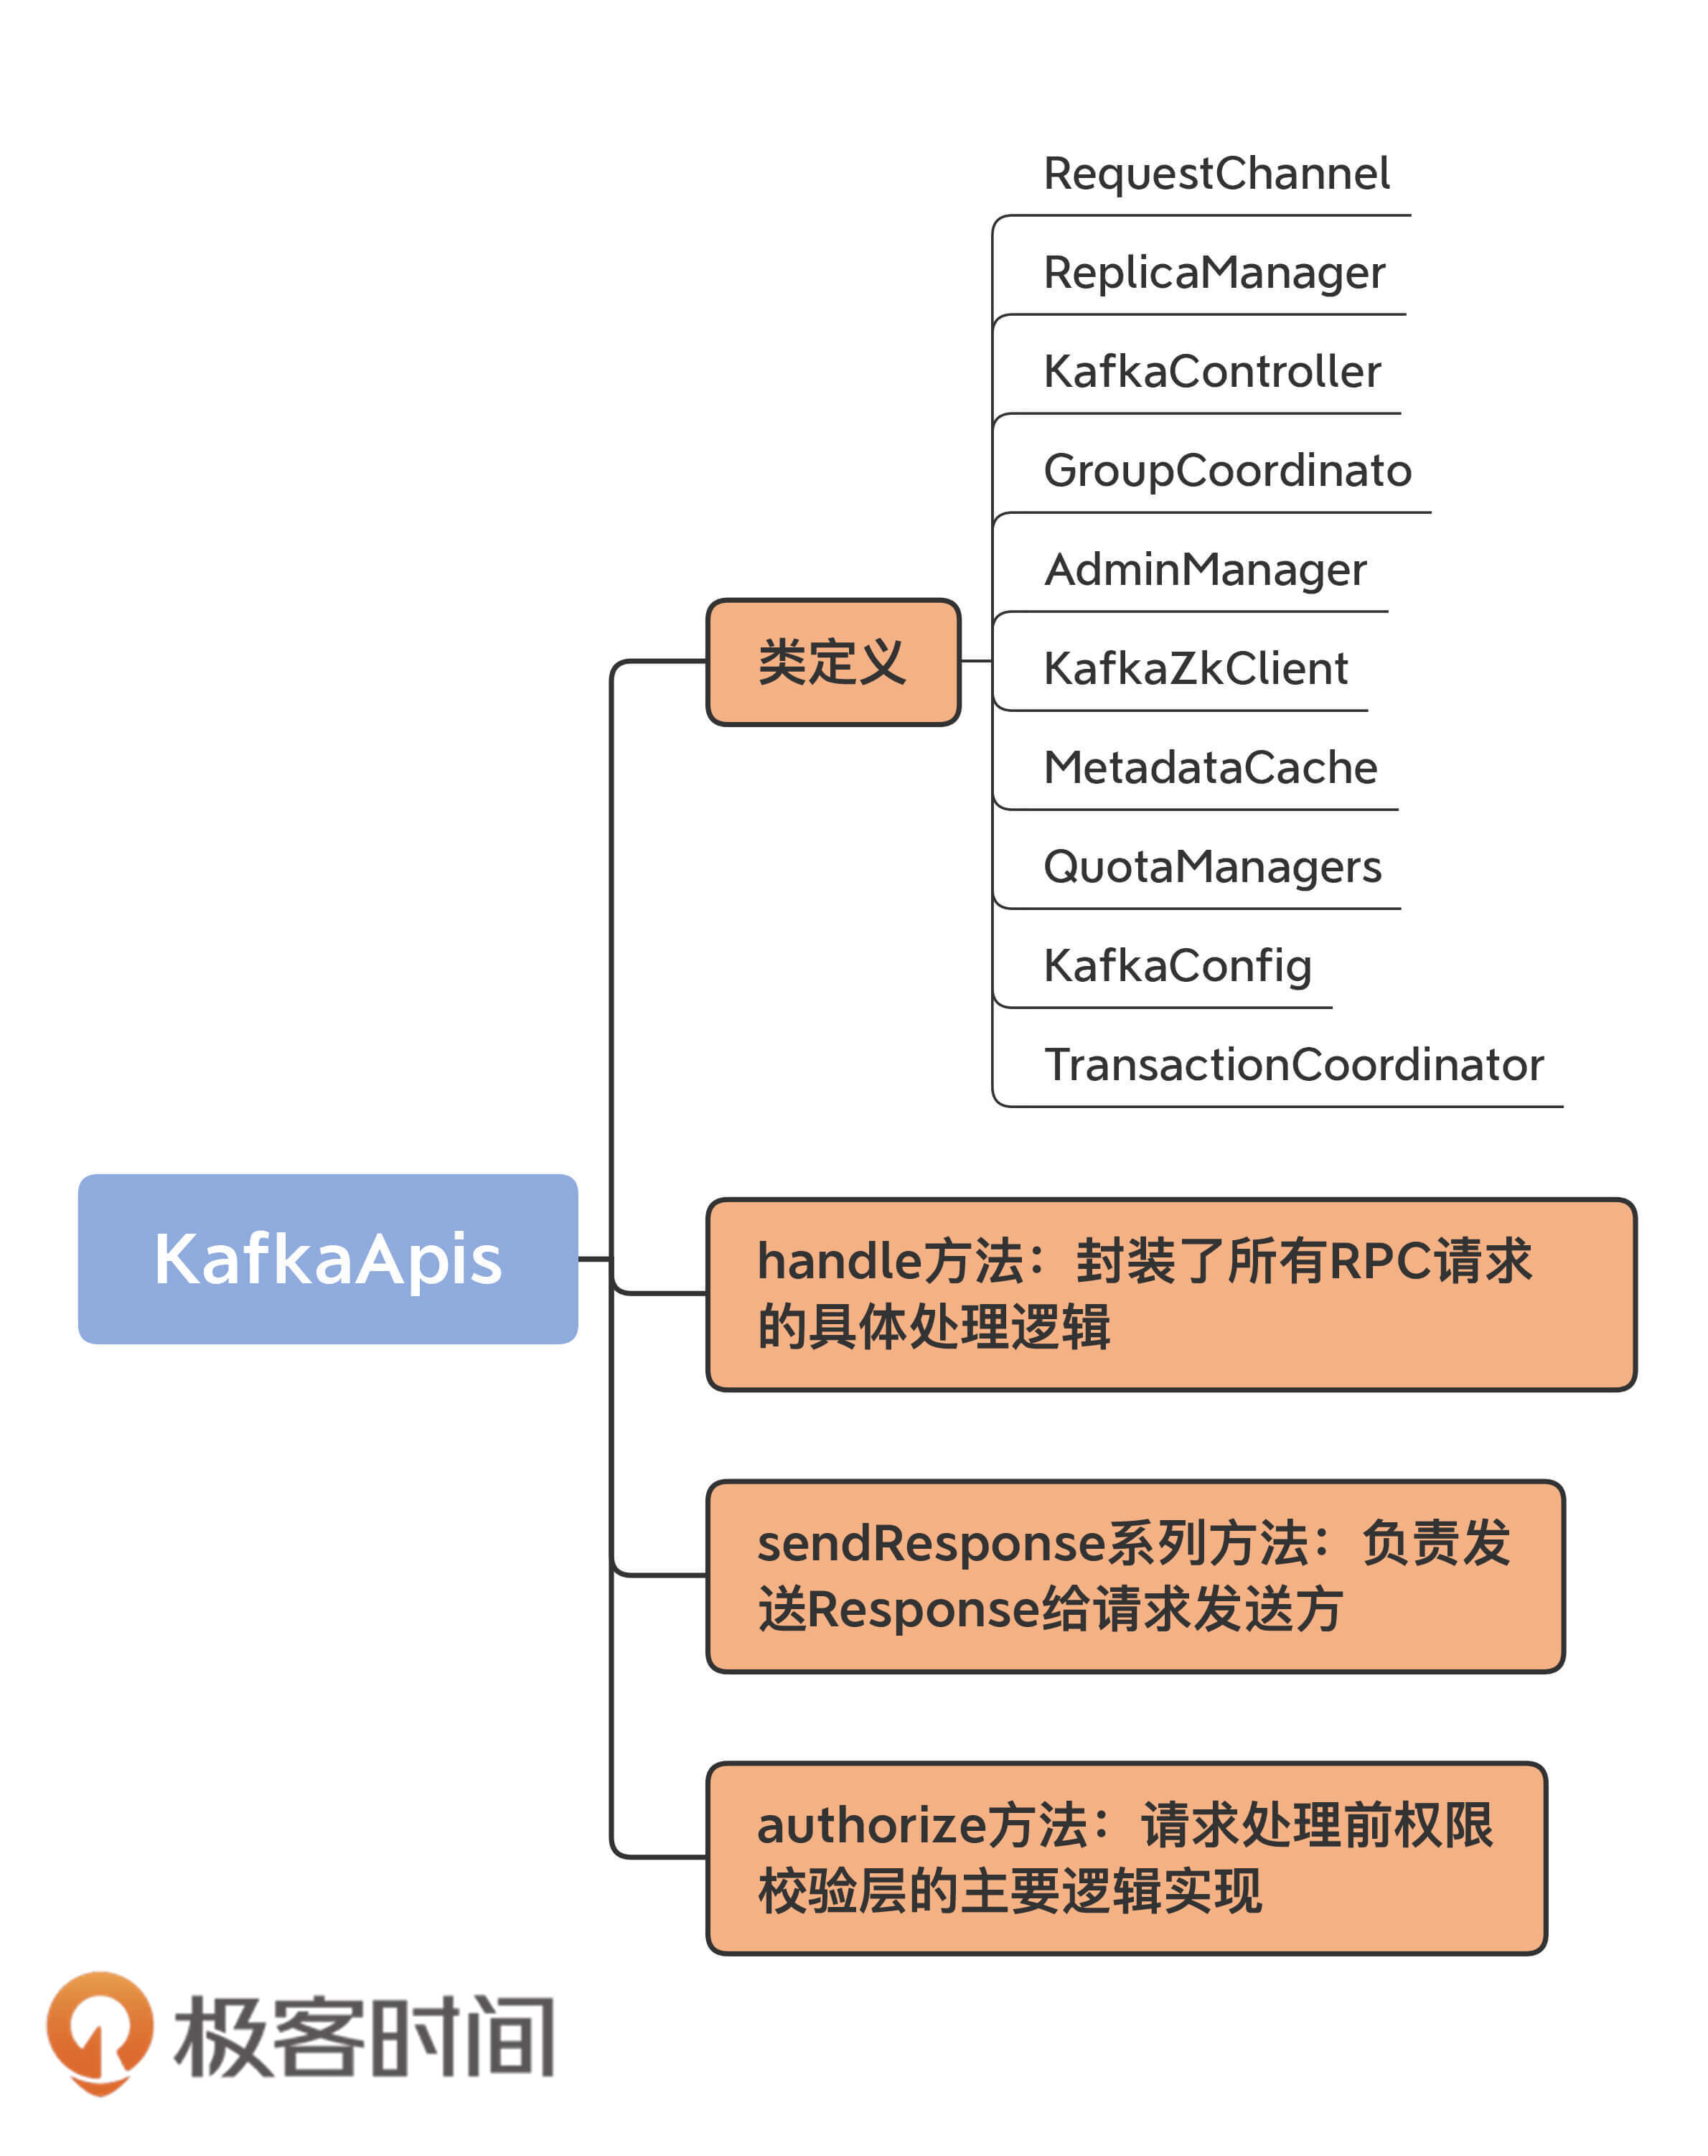 RequestChannel
ReplicaManager
KafkaController
GroupCoordinato
AdminManager
类定义
KafkaZkClient
MetadataCache
QuotaManagers
KafkaConfig
TransactionCoordinator
KafkaApis
handle方法：封装了所有RPC请求
的具体处理逻辑
sendResponse系列方法：负责发
送Response给请求发送方
authorize方法：请求处理前权限
校验层的主要逻辑实现
极客时间